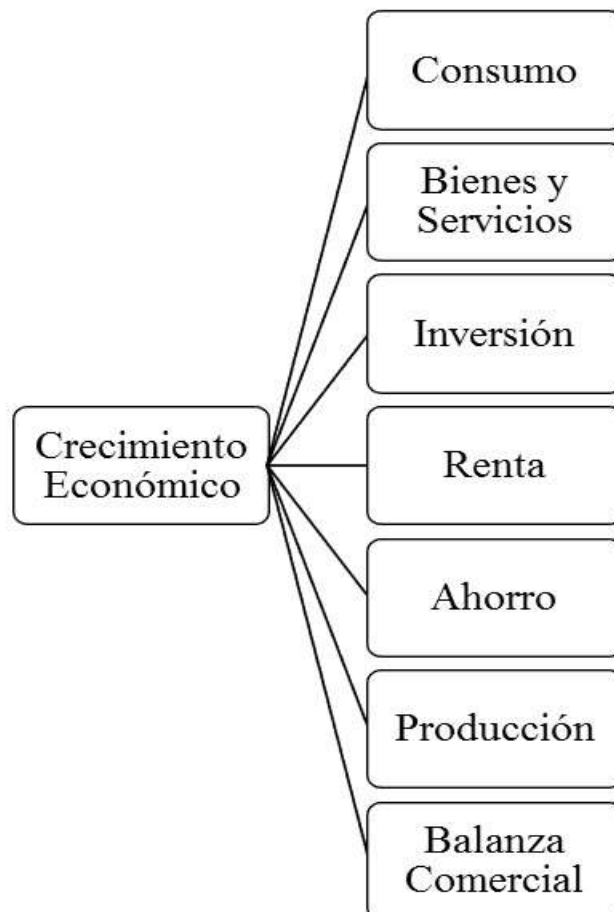 Consumo
Bienes y
Servicios
Inversión
Crecimiento
Económico
Renta
Ahorro
Producción
Balanza
Comercial